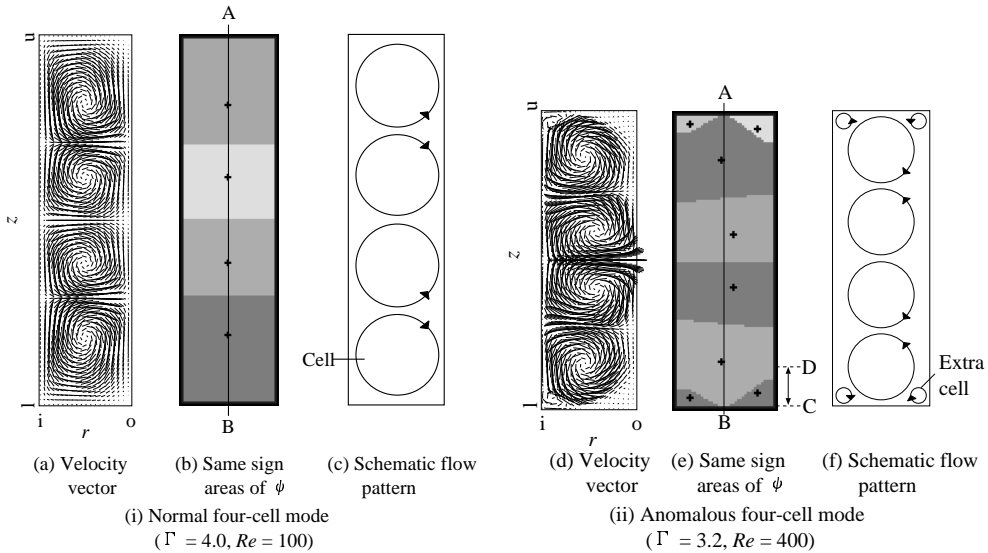 A
u
z
l
i
r
o
B
Cell
(a) Velocity
vector
(b) Same sign
areas of ψ
(c) Schematic flow
pattern
(i) Normal four-cell mode
( Γ = 4.0, Re = 100)
A
u
z
l
i
r
o
B
D
C
Extra
cell
(d) Velocity
vector
(e) Same sign
areas of ψ
(f) Schematic flow
pattern
(ii) Anomalous four-cell mode
( Γ = 3.2, Re = 400)